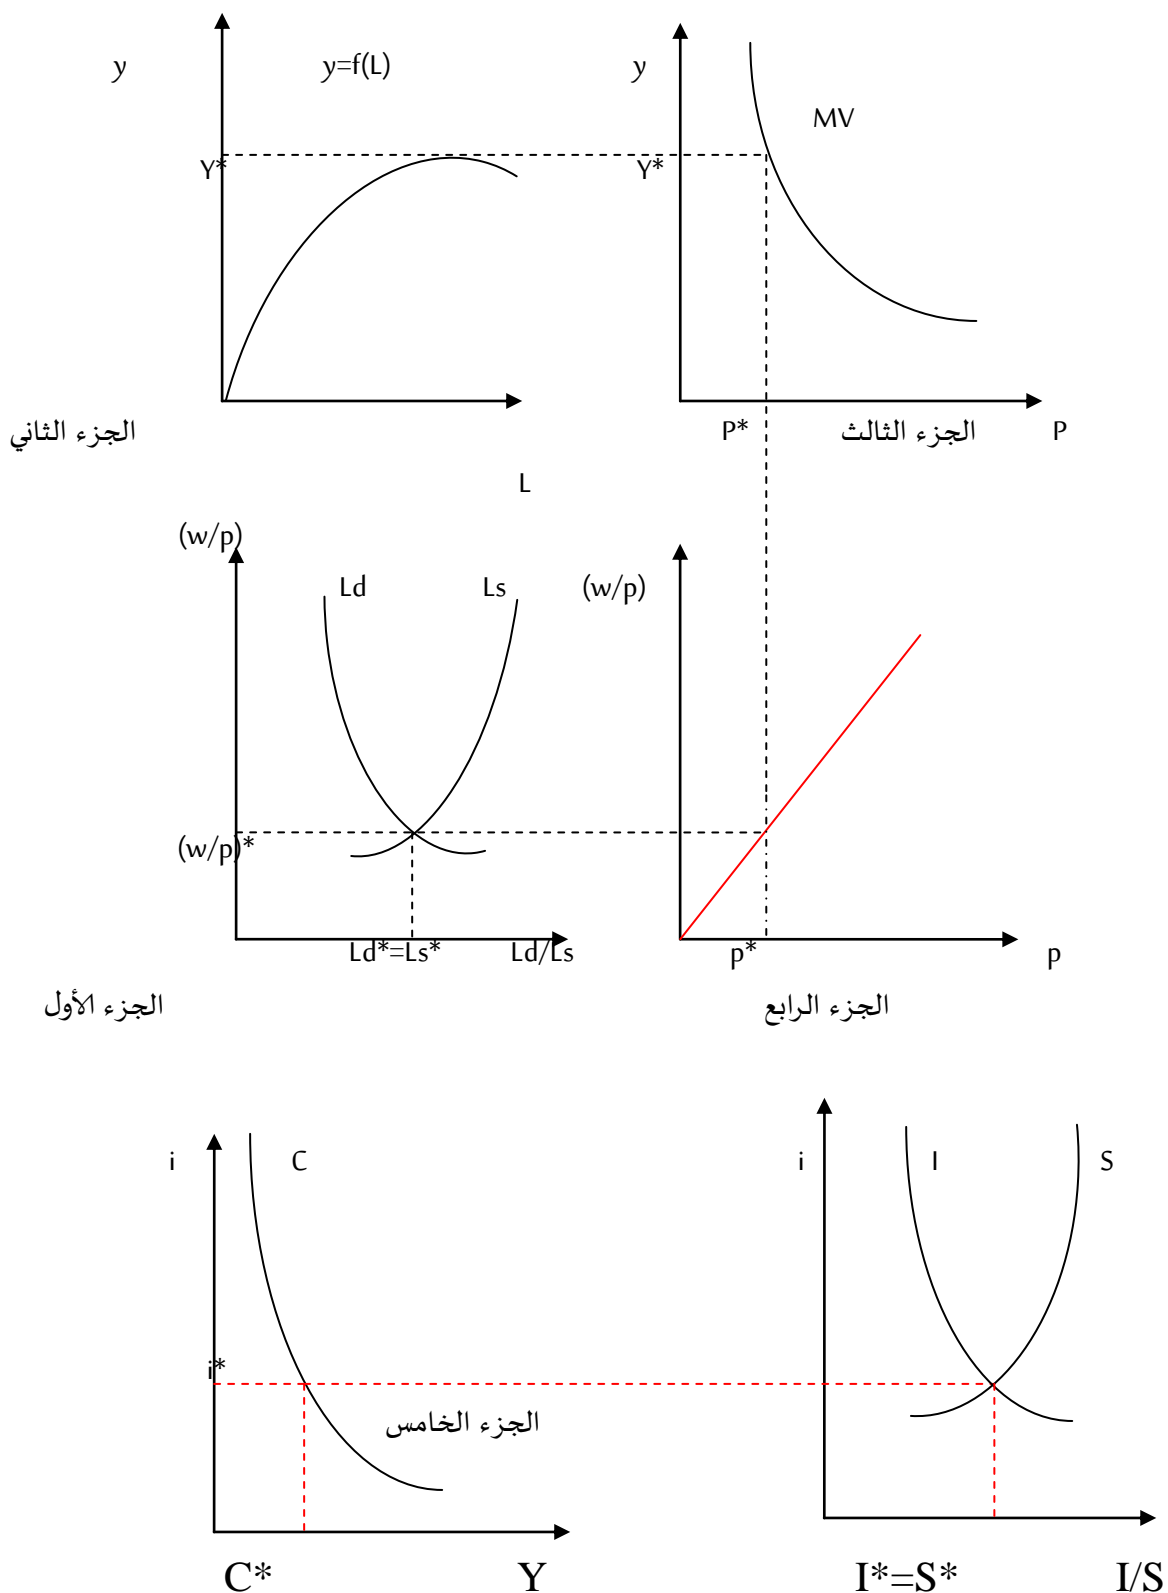 y y=f(L) y
MV
Y* Y*
الجزء الثاني P* الجزء الثالث P
L
(w/p)
Ld Ls (w/p)
(w/p)*
Ld*=Ls* Ld/Ls p* p
الجزء الأول الجزء الرابع
i C i I S
i*
الجزء الخامس
C* Y I*=S* I/S